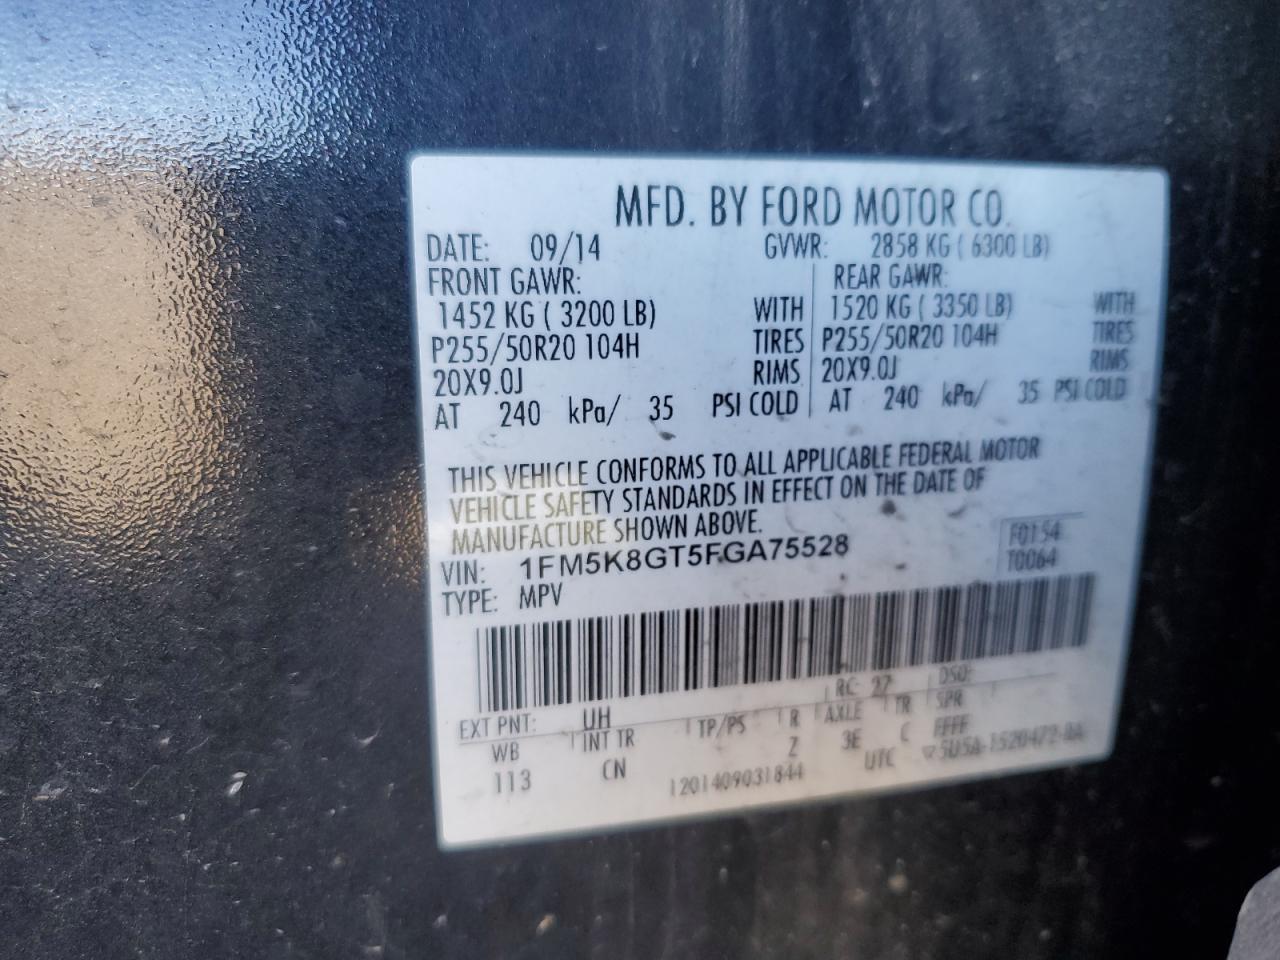 MFD. BY FORD MOTOR CO.
DATE: 09/14 GVWR: 2858 KG ( 6300 LB)
FRONT GAWR: REAR GAWR:
1452 KG ( 3200 LB) WITH 1520 KG ( 3350 LB) WITH
P255/50R20 104H TIRES P255/50R20 104H TIRES
20X9.0J RIMS 20X9.0J RIMS
AT 240 kPa/ 35 PSI COLD AT 240 kPa/ 35 PSI COLD
THIS VEHICLE CONFORMS TO ALL APPLICABLE FEDERAL MOTOR
VEHICLE SAFETY STANDARDS IN EFFECT ON THE DATE OF
MANUFACTURE SHOWN ABOVE.
F0154
VIN: 1FM5K8GT5FGA75528 T0064
TYPE: MPV
EXT PNT: UH RC: 27 DSO:
WB INT TR TP/PS R AXLE TR SPR
113 CN Z 3E C FFFF
1201409031844 UTC ▽5U5A-1520472-BA